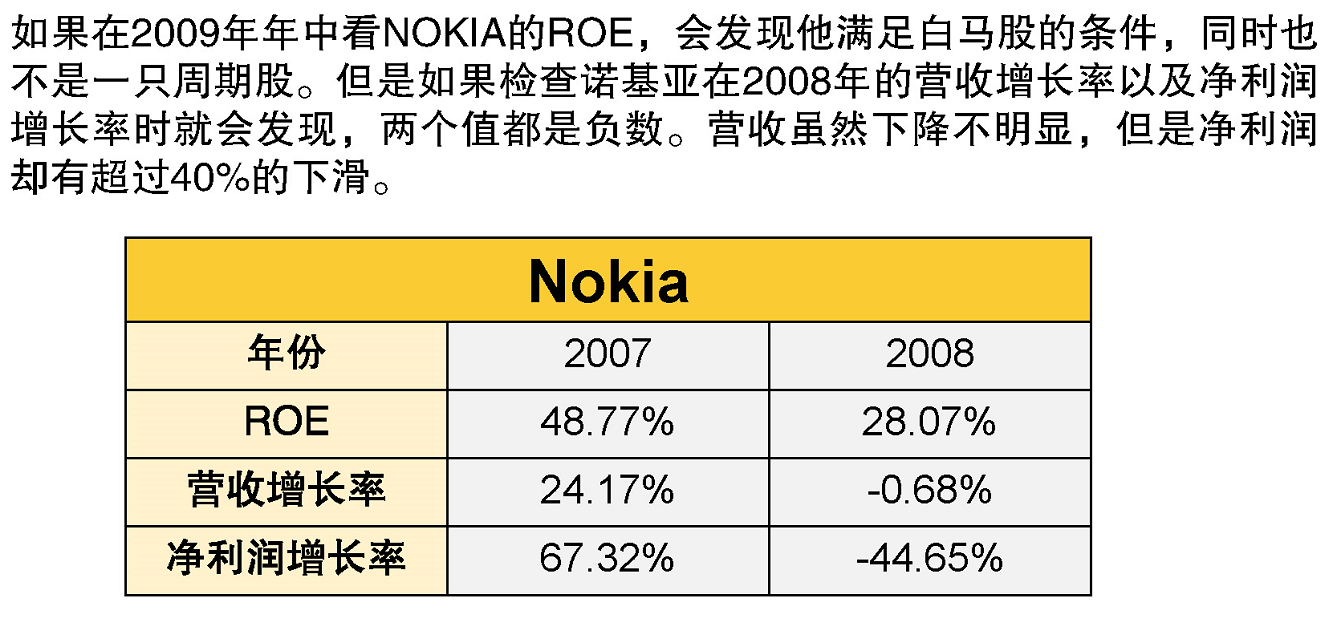 如果在2009年年中看NOKIA的ROE，会发现他满足白马股的条件，同时也
不是一只周期股。但是如果检查诺基亚在2008年的营收增长率以及净利润
增长率时就会发现，两个值都是负数。营收虽然下降不明显，但是净利润
却有超过40%的下滑。
Nokia
年份 2007 2008
ROE 48.77% 28.07%
营收增长率 24.17% -0.68%
净利润增长率 67.32% -44.65%